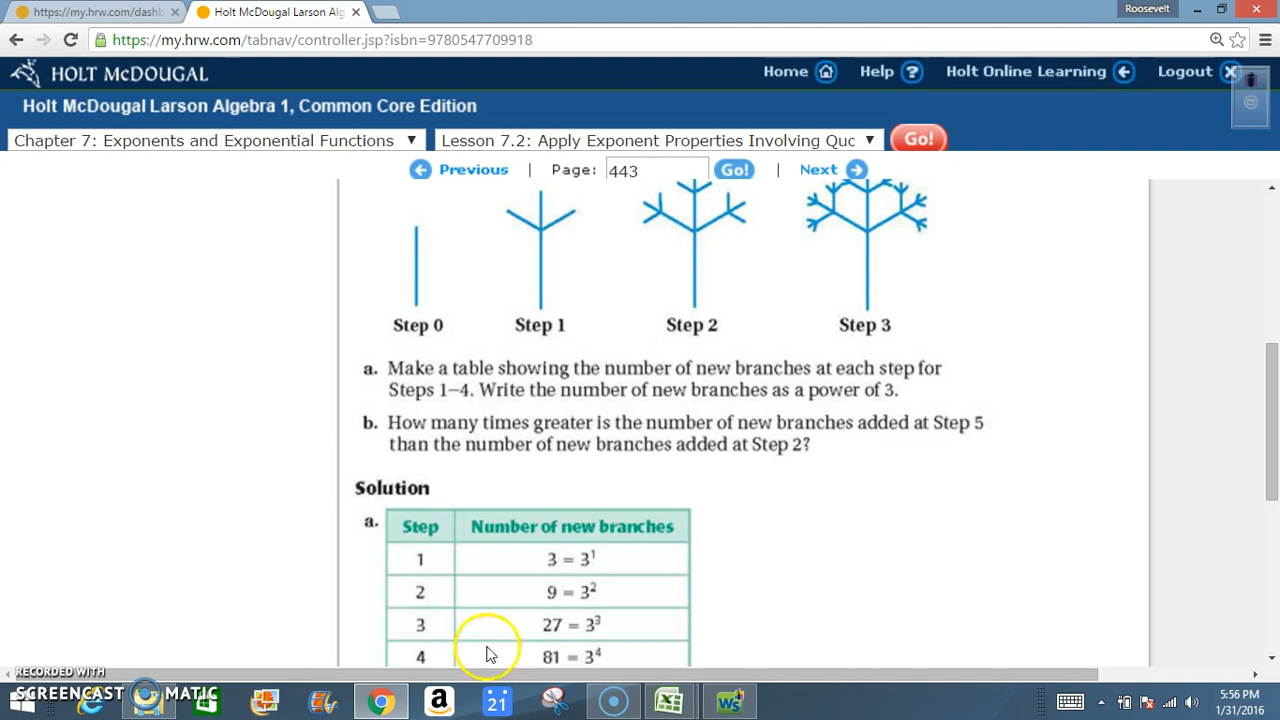 https://my.hrw.com/dashb
Holt McDougal Larson Alg
Roosevelt
https://my.hrw.com/tabnav/controller.jsp?isbn=9780547709918
HOLT MCDOUGAL
Home
Help
Holt Online Learning
Logout
Holt McDougal Larson Algebra 1, Common Core Edition
Chapter 7: Exponents and Exponential Functions
Lesson 7.2: Apply Exponent Properties Involving Quc
Go!
Previous | Page: 443 Go! | Next
Step 0 Step 1 Step 2 Step 3
a. Make a table showing the number of new branches at each step for
Steps 1–4. Write the number of new branches as a power of 3.
b. How many times greater is the number of new branches added at Step 5
than the number of new branches added at Step 2?
Solution
a. Step Number of new branches
1 3 = 3¹
2 9 = 3²
3 27 = 3³
4 81 = 3⁴
RECORDED WITH
SCREENCAST MATIC
21
5:56 PM
1/31/2016